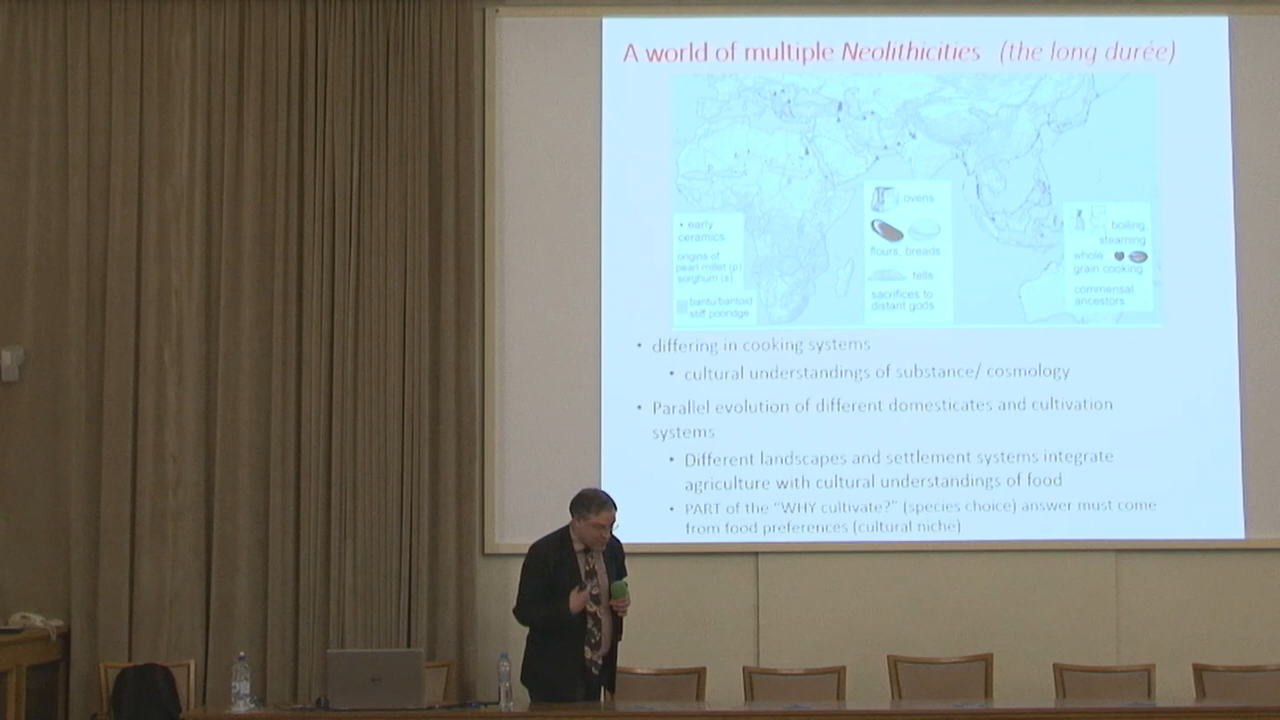 A world of multiple Neolithicities (the long durée)
• early
ceramics
origins of
pearl millet (p)
sorghum (s)
bantu/bantoid
stiff porridge
ovens
flours, breads
tells
sacrifices to
distant gods
boiling
steaming
whole
grain cooking
commensal
ancestors
• differing in cooking systems
• cultural understandings of substance/ cosmology
• Parallel evolution of different domesticates and cultivation
systems
• Different landscapes and settlement systems integrate
agriculture with cultural understandings of food
• PART of the “WHY cultivate?” (species choice) answer must come
from food preferences (cultural niche)